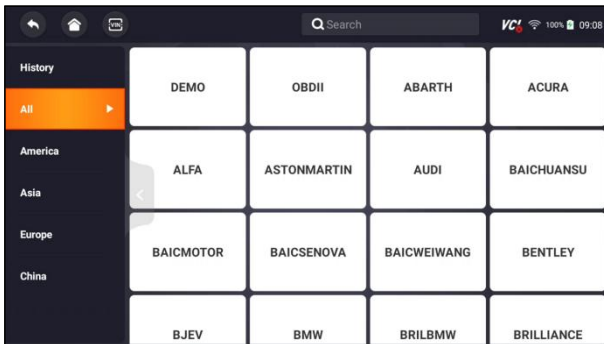 VIN
Search
VCI 100% 09:08
History
All
America
Asia
Europe
China
DEMO OBDII ABARTH ACURA
ALFA ASTONMARTIN AUDI BAICHUANSU
BAICMOTOR BAICSENOVA BAICWEIWANG BENTLEY
BJEV BMW BRILBMW BRILLIANCE